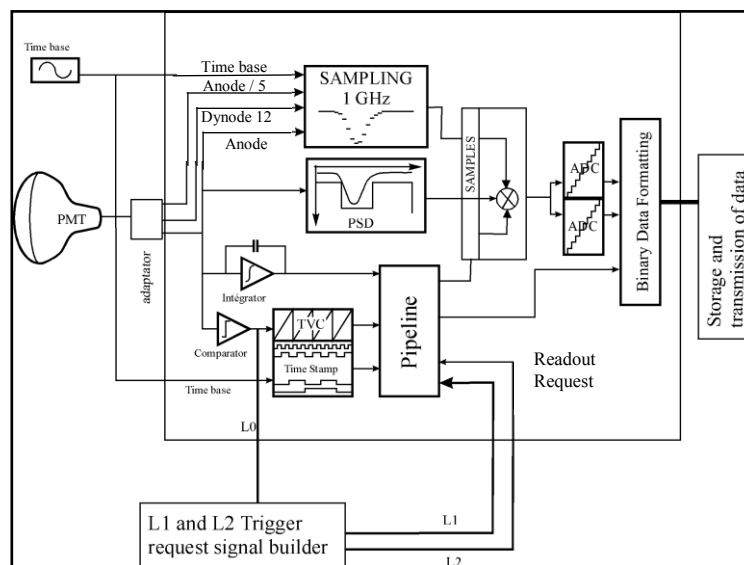 Time base
Time base
Anode / 5
Dynode 12
Anode
SAMPLING
1 GHz
PMT
adaptator
PSD
SAMPLES
ADC
ADC
Binary Data Formatting
Storage and
transmission of data
Intégrator
Comparator
TVC
Time Stamp
Pipeline
Time base
Readout
Request
L0
L1 and L2 Trigger
request signal builder
L1
L2